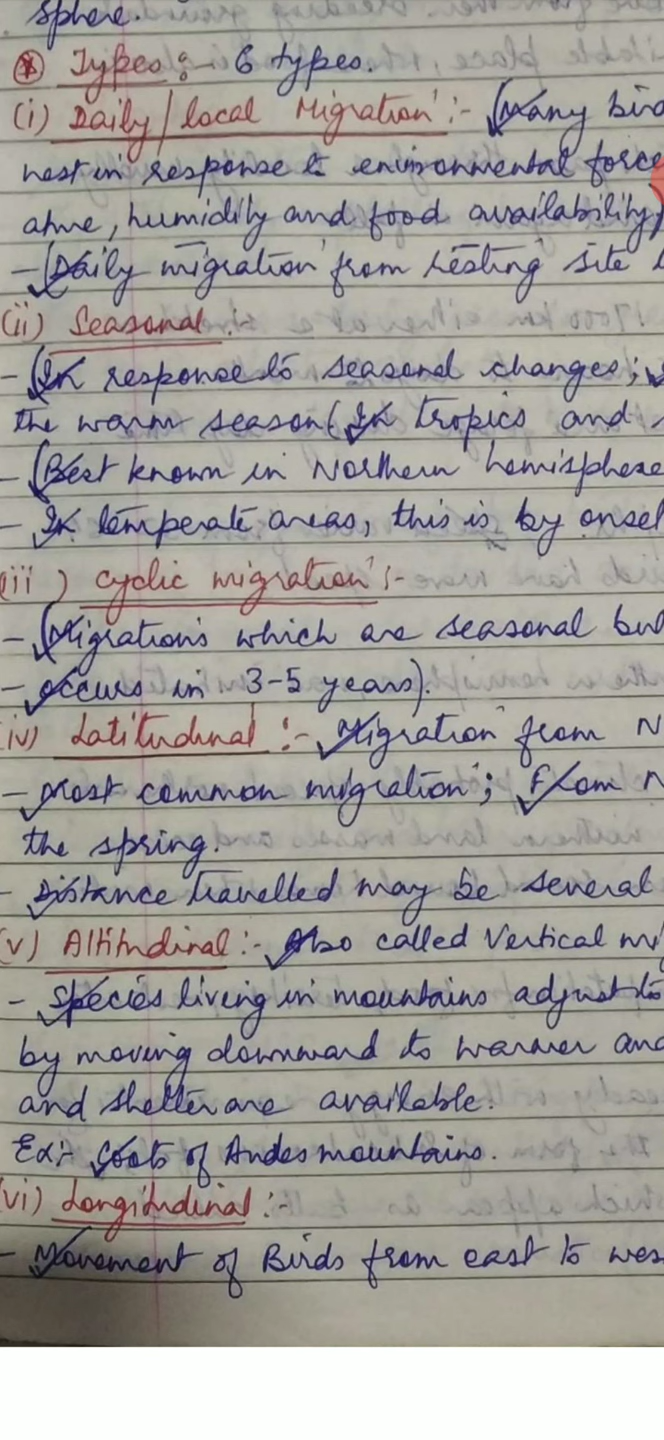 sphere.
* Types :- 6 types.
(i) Daily/local Migration :- Many bird
nest in response to environmental force
ature, humidity and food availability,
- Daily migration from resting site
(ii) Seasonal :-
- In response to seasonal changes;
the warm season (In tropics and
- Best known in Northern hemisphere
- In temperate areas, this is by onset
(iii) Cyclic migration :-
- Migrations which are seasonal but
- occurs in 3-5 years).
(iv) Latitudinal :- Migration from N
- Most common migration; From N
the spring.
- Distance travelled may be several
(v) Altitudinal :- Also called Vertical mi
- Species living in mountains adjust to
by moving downward to warmer and
and shelter are available.
Ex:- Coots of Andes mountains.
(vi) Longitudinal :-
- Movement of Birds from east to wes